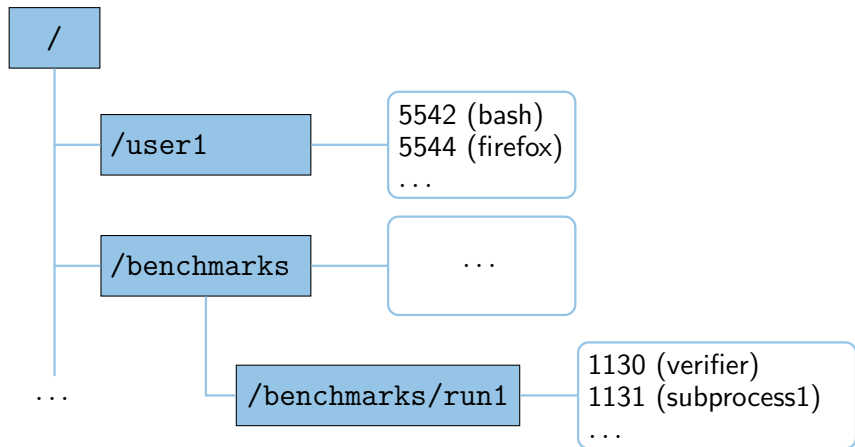 /
/user1
5542 (bash)
5544 (firefox)
...
/benchmarks
...
/benchmarks/run1
1130 (verifier)
1131 (subprocess1)
...
...